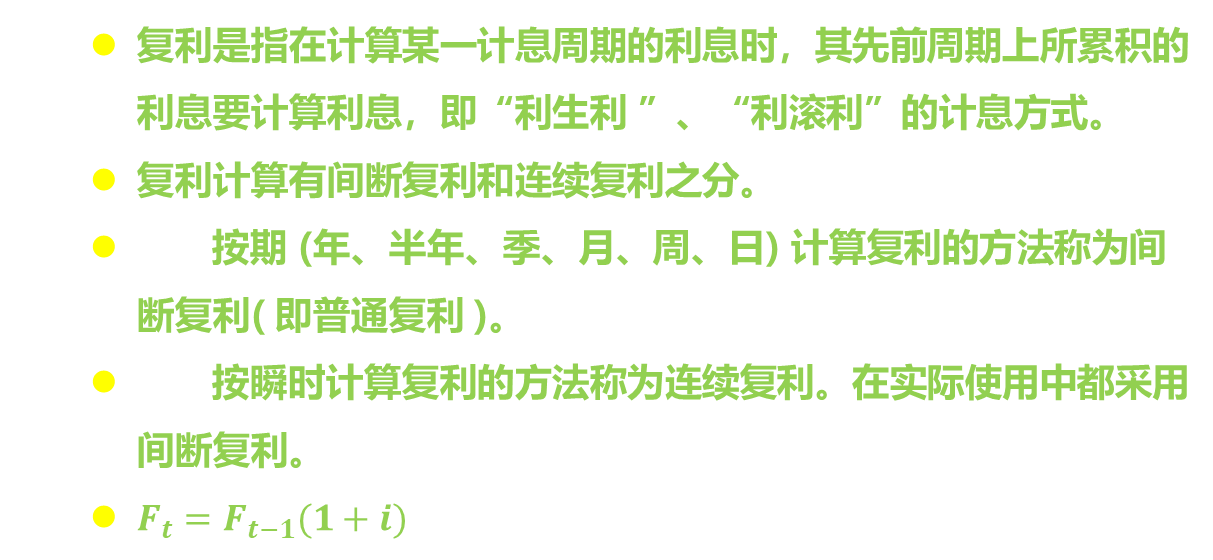 复利是指在计算某一计息周期的利息时，其先前周期上所累积的
利息要计算利息，即“利生利 ”、“利滚利”的计息方式。
复利计算有间断复利和连续复利之分。
按期 (年、半年、季、月、周、日) 计算复利的方法称为间
断复利( 即普通复利 )。
按瞬时计算复利的方法称为连续复利。在实际使用中都采用
间断复利。
$F_t = F_{t-1}(1 + i)$